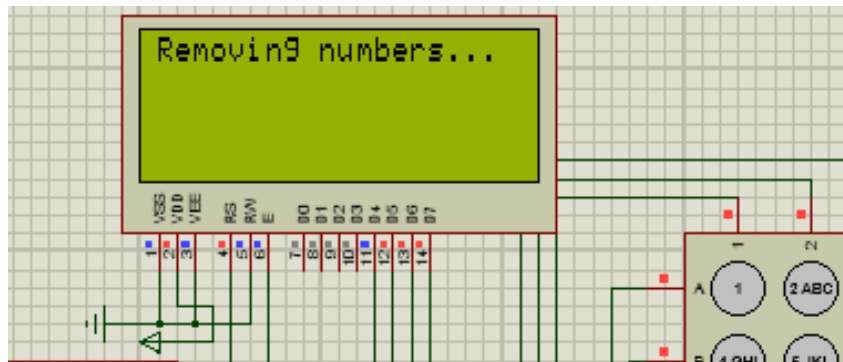 Removing numbers...
VSS
VDD
VEE
RS
RW
E
D0
D1
D2
D3
D4
D5
D6
D7
1
2
3
4
5
6
7
8
9
10
11
12
13
14
1
2
A
1
2 ABC